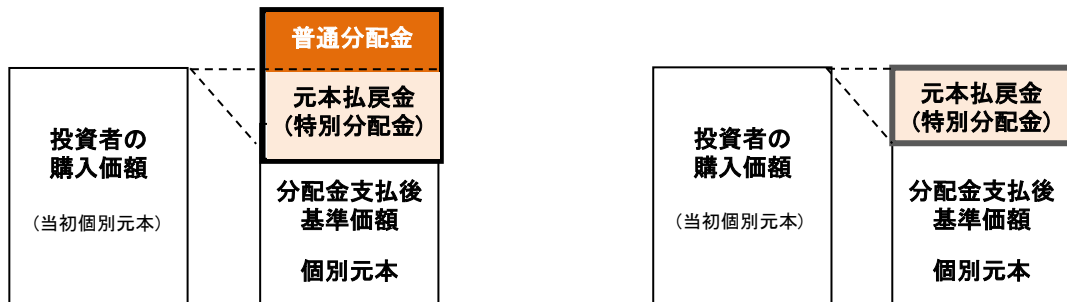 普通分配金
元本払戻金
（特別分配金）
投資者の
購入価額
（当初個別元本）
分配金支払後
基準価額
個別元本
元本払戻金
（特別分配金）
投資者の
購入価額
（当初個別元本）
分配金支払後
基準価額
個別元本